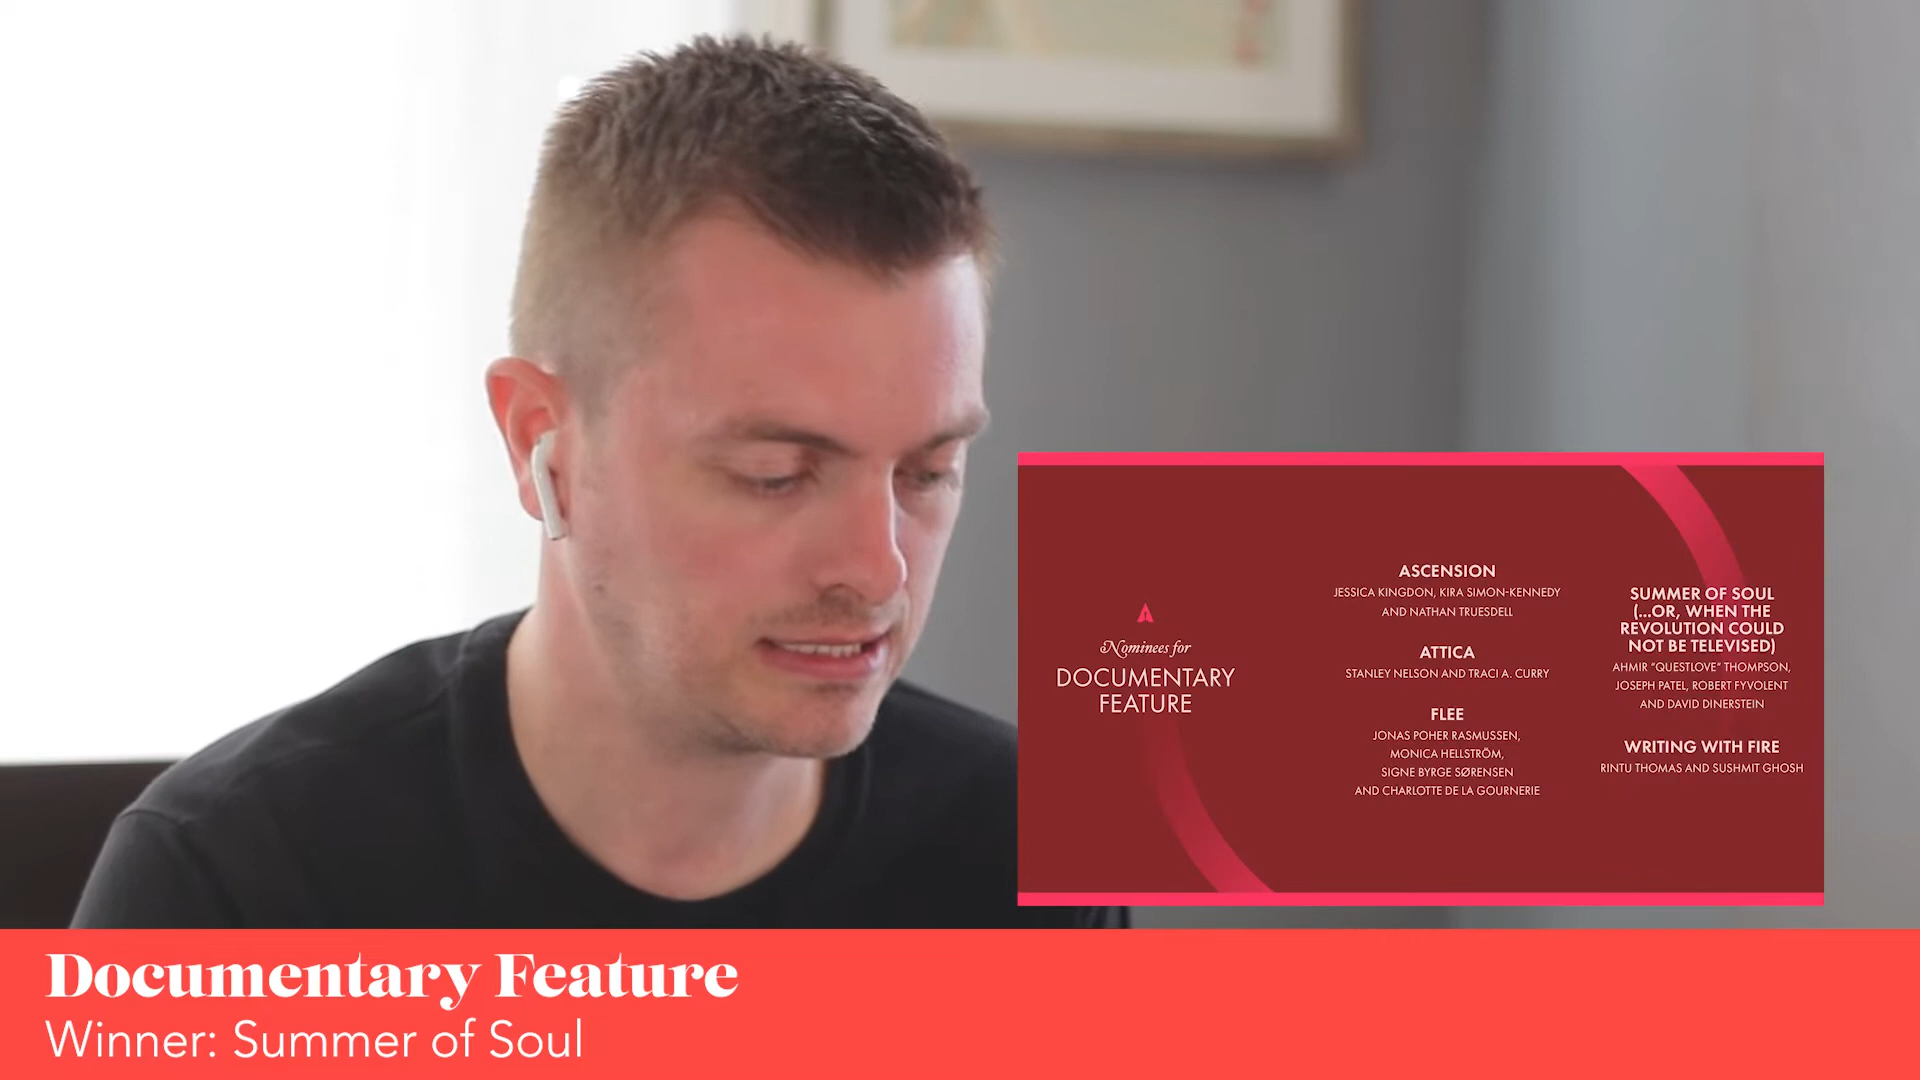 Nominees for
DOCUMENTARY
FEATURE
ASCENSION
JESSICA KINGDON, KIRA SIMON-KENNEDY
AND NATHAN TRUESDELL
ATTICA
STANLEY NELSON AND TRACI A. CURRY
FLEE
JONAS POHER RASMUSSEN,
MONICA HELLSTRÖM,
SIGNE BYRGE SØRENSEN
AND CHARLOTTE DE LA GOURNERIE
SUMMER OF SOUL
(...OR, WHEN THE
REVOLUTION COULD
NOT BE TELEVISED)
AHMIR "QUESTLOVE" THOMPSON,
JOSEPH PATEL, ROBERT FYVOLENT
AND DAVID DINERSTEIN
WRITING WITH FIRE
RINTU THOMAS AND SUSHMIT GHOSH
Documentary Feature
Winner: Summer of Soul